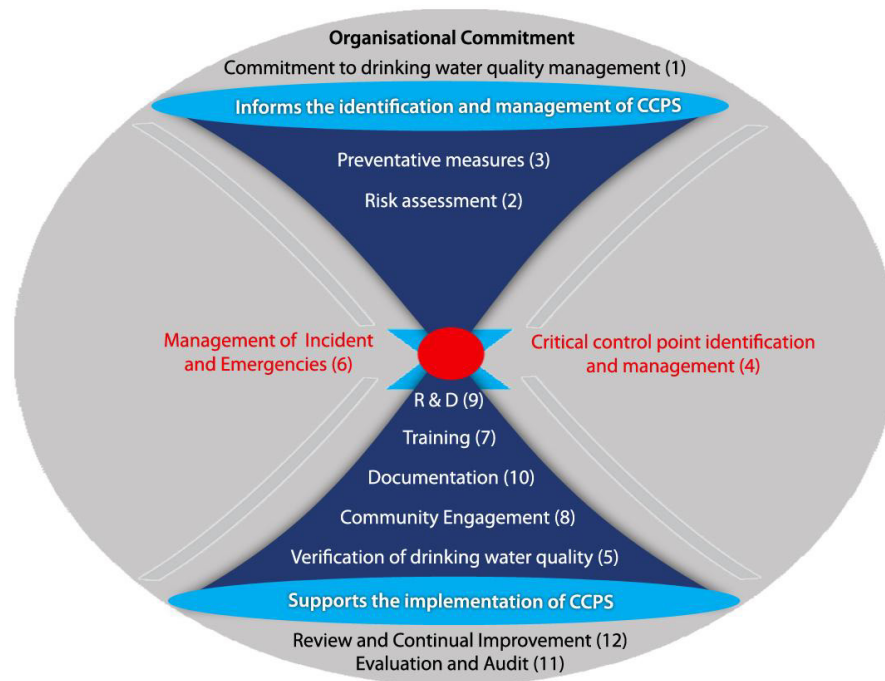 Organisational Commitment
Commitment to drinking water quality management (1)
Informs the identification and management of CCPS
Preventative measures (3)
Risk assessment (2)
Management of Incident
and Emergencies (6)
Critical control point identification
and management (4)
R & D (9)
Training (7)
Documentation (10)
Community Engagement (8)
Verification of drinking water quality (5)
Supports the implementation of CCPS
Review and Continual Improvement (12)
Evaluation and Audit (11)